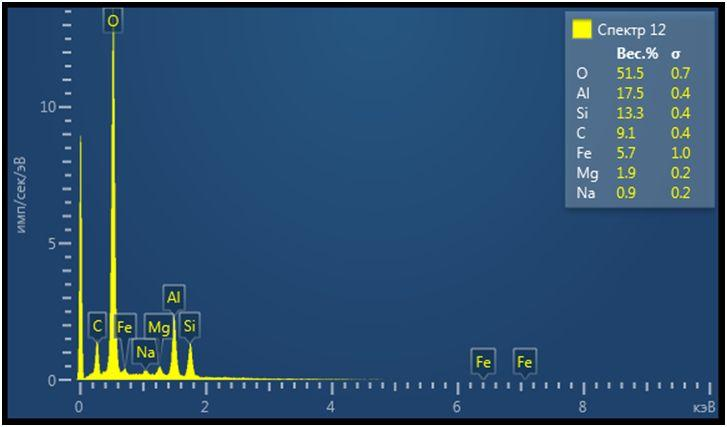 O
Спектр 12
Вес.% σ
O 51.5 0.7
Al 17.5 0.4
Si 13.3 0.4
C 9.1 0.4
Fe 5.7 1.0
Mg 1.9 0.2
Na 0.9 0.2
имп/сек/эВ
10
5
0
Al
C Fe Mg Si
Na
Fe Fe
0 2 4 6 8 кэВ